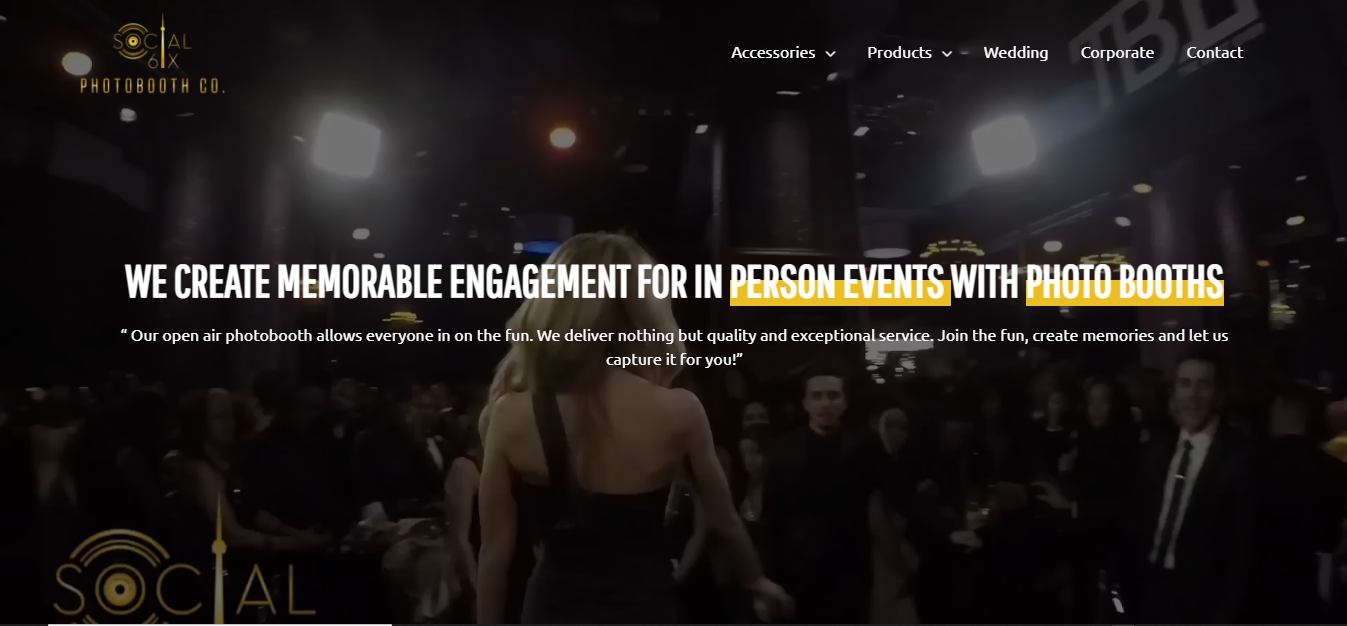 SOCIAL
6IX
PHOTOBOOTH CO.
Accessories Products Wedding Corporate Contact
WE CREATE MEMORABLE ENGAGEMENT FOR IN PERSON EVENTS WITH PHOTO BOOTHS
“ Our open air photobooth allows everyone in on the fun. We deliver nothing but quality and exceptional service. Join the fun, create memories and let us
capture it for you!”
SOCIAL